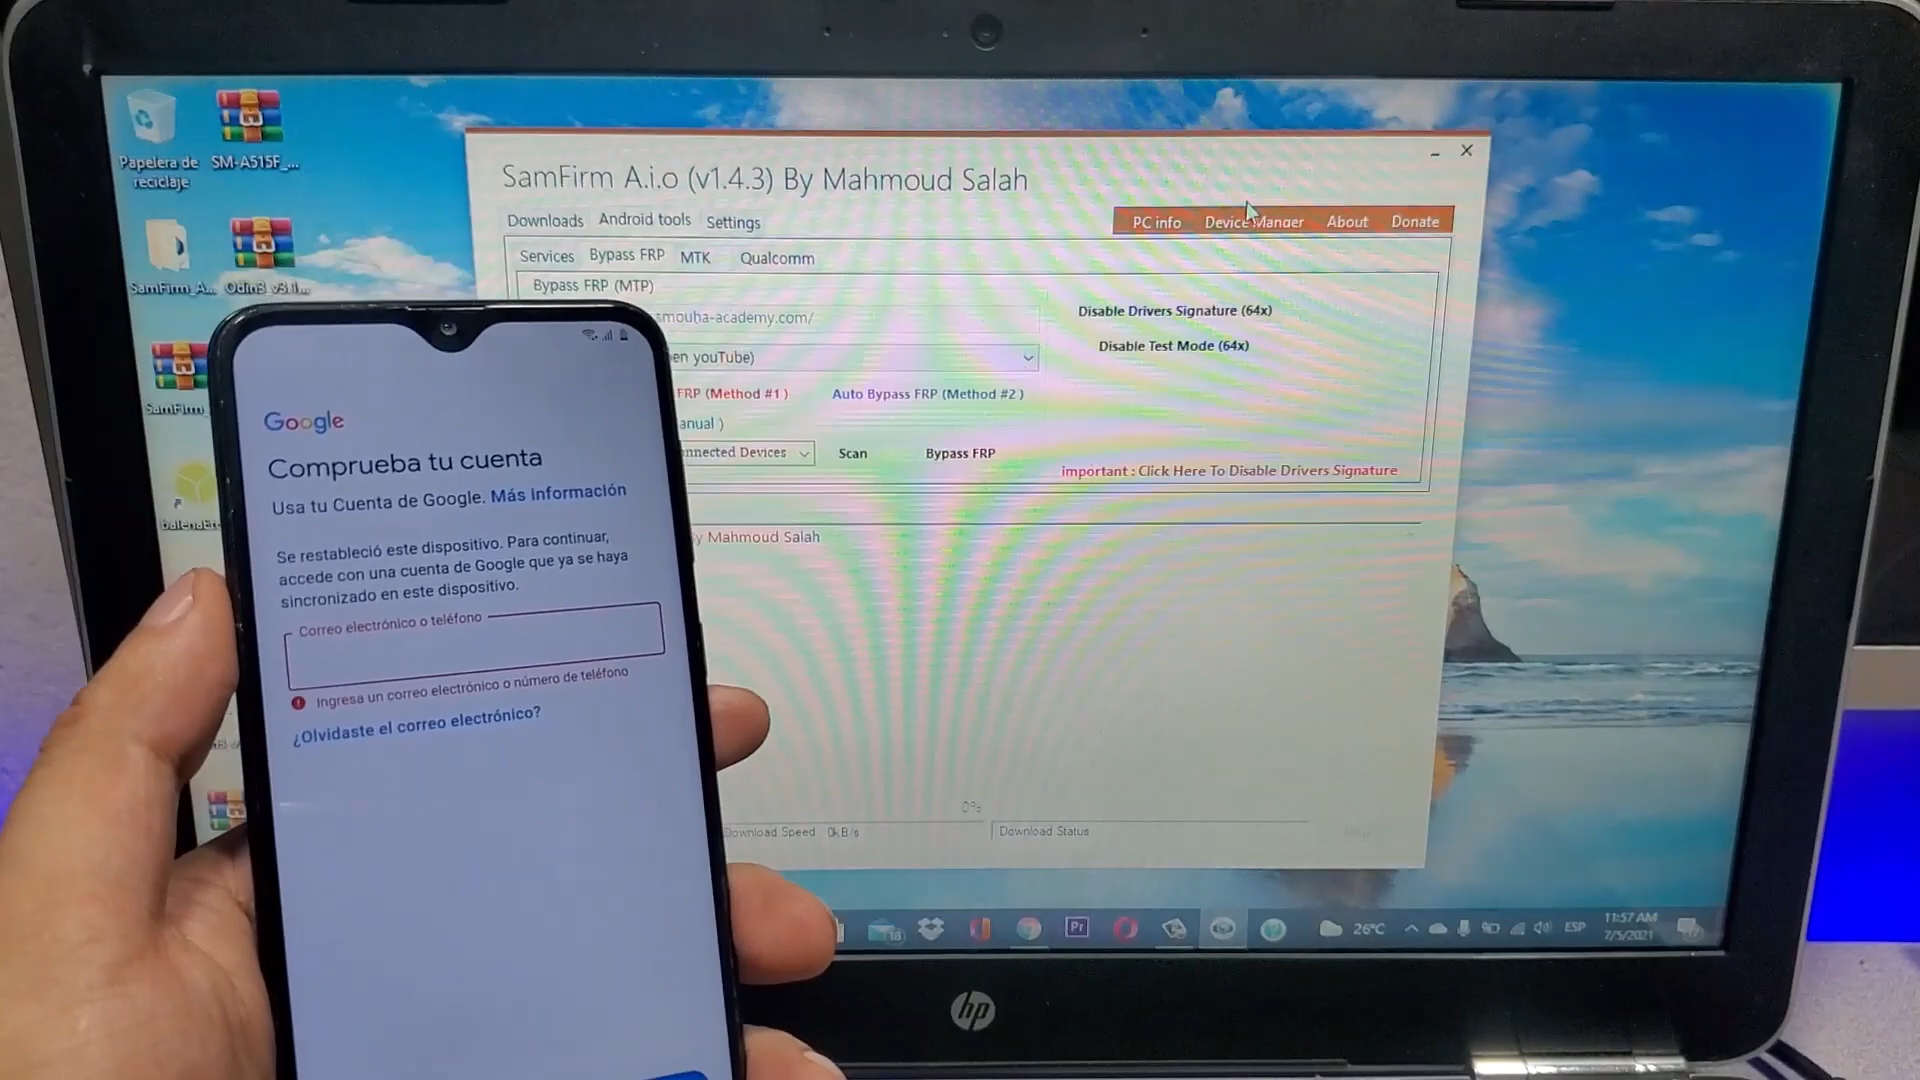 Papelera de
reciclaje
SM-A515F_...
SamFirm_A...
Odin3 v3.1...
SamFirm_
balenaEtc
SamFirm A.i.o (v1.4.3) By Mahmoud Salah
Downloads Android tools Settings
PC info Device Manger About Donate
Services Bypass FRP MTK Qualcomm
Bypass FRP (MTP)
smouha-academy.com/
en youTube)
FRP (Method #1 ) Auto Bypass FRP (Method #2 )
anual )
nnected Devices Scan Bypass FRP
Disable Drivers Signature (64x)
Disable Test Mode (64x)
important : Click Here To Disable Drivers Signature
y Mahmoud Salah
0%
Download Speed 0kB/s Download Status
Google
Comprueba tu cuenta
Usa tu Cuenta de Google. Más información
Se restableció este dispositivo. Para continuar,
accede con una cuenta de Google que ya se haya
sincronizado en este dispositivo.
Correo electrónico o teléfono
Ingresa un correo electrónico o número de teléfono
¿Olvidaste el correo electrónico?
18
Pr
26°C
ESP
11:57 AM
7/5/2021
hp